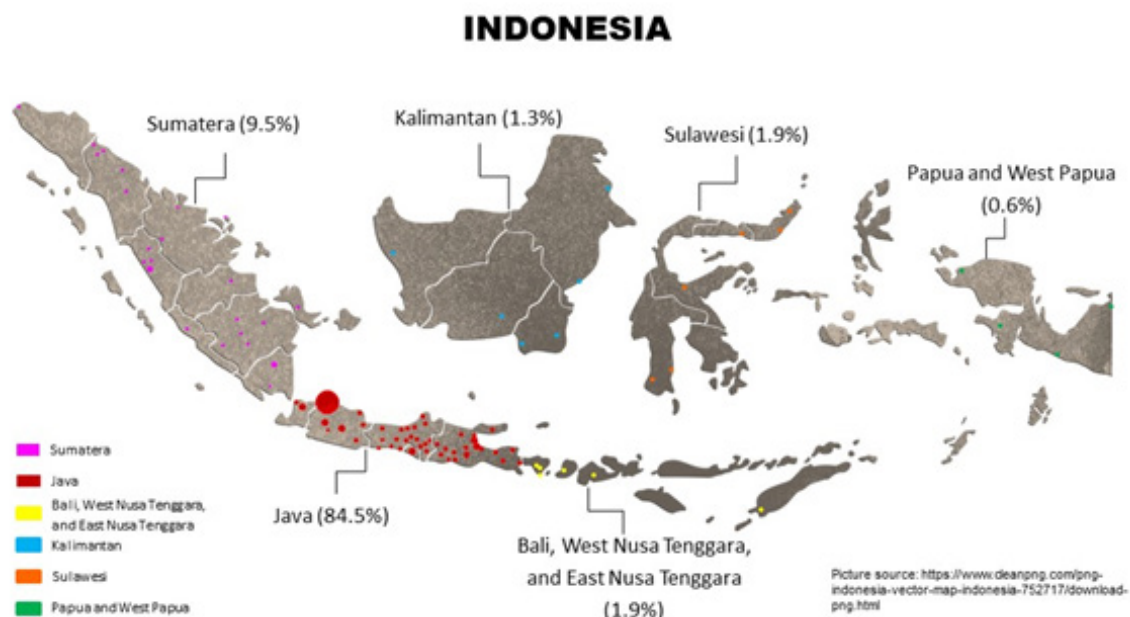 INDONESIA
Sumatera (9.5%)
Kalimantan (1.3%)
Sulawesi (1.9%)
Papua and West Papua
(0.6%)
Sumatera
Java
Bali, West Nusa Tenggara,
and East Nusa Tenggara
Kalimantan
Sulawesi
Papua and West Papua
Java (84.5%)
Bali, West Nusa Tenggara,
and East Nusa Tenggara
(1.9%)
Picture source: https://www.cleanpng.com/png-
indonesia-vector-map-indonesia-752717/download-
png.html